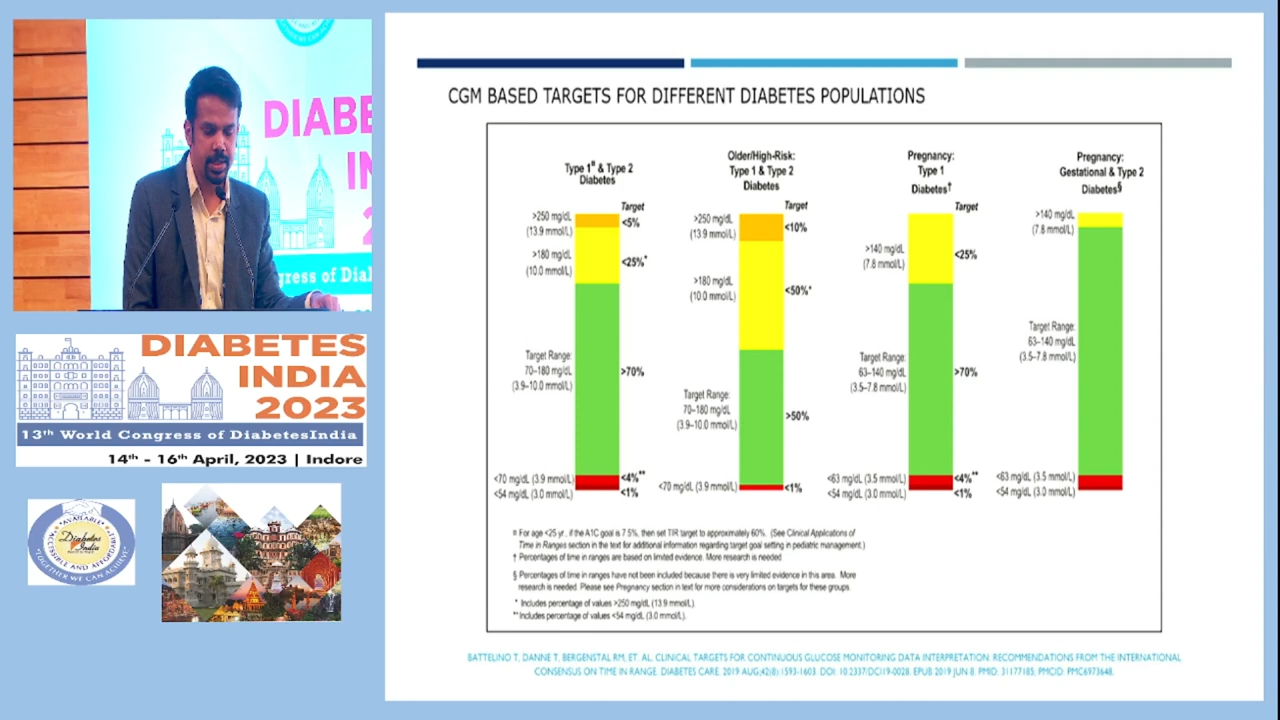 DIABE
IN
2
gress of Dia
DIABETES
INDIA
2023
13th World Congress of DiabetesIndia
14th - 16th April, 2023 | Indore
"AVAILABLE"
ACCESSIBLE AND AFFORDABLE
Diabetes
India
TOGETHER WE CAN ACHIEVE
CGM BASED TARGETS FOR DIFFERENT DIABETES POPULATIONS
Type 1¤ & Type 2
Diabetes
Target
>250 mg/dL
(13.9 mmol/L)
<5%
>180 mg/dL
(10.0 mmol/L)
<25%*
Target Range:
70–180 mg/dL
(3.9–10.0 mmol/L)
>70%
<70 mg/dL (3.9 mmol/L)
<4%**
<54 mg/dL (3.0 mmol/L)
<1%
Older/High-Risk:
Type 1 & Type 2
Diabetes
Target
>250 mg/dL
(13.9 mmol/L)
<10%
>180 mg/dL
(10.0 mmol/L)
<50%*
Target Range:
70–180 mg/dL
(3.9–10.0 mmol/L)
>50%
<70 mg/dL (3.9 mmol/L)
<1%
Pregnancy:
Type 1
Diabetes†
Target
>140 mg/dL
(7.8 mmol/L)
<25%
Target Range:
63–140 mg/dL
(3.5–7.8 mmol/L)
>70%
<63 mg/dL (3.5 mmol/L)
<4%**
<54 mg/dL (3.0 mmol/L)
<1%
Pregnancy:
Gestational & Type 2
Diabetes§
>140 mg/dL
(7.8 mmol/L)
Target Range:
63–140 mg/dL
(3.5–7.8 mmol/L)
<63 mg/dL (3.5 mmol/L)
<54 mg/dL (3.0 mmol/L)
¤ For age <25 yr., if the A1C goal is 7.5%, then set TIR target to approximately 60%. (See Clinical Applications of
Time in Ranges section in the text for additional information regarding target goal setting in pediatric management.)
† Percentages of time in ranges are based on limited evidence. More research is needed
§ Percentages of time in ranges have not been included because there is very limited evidence in this area. More
research is needed. Please see Pregnancy section in text for more considerations on targets for these groups.
* Includes percentage of values >250 mg/dL (13.9 mmol/L).
** Includes percentage of values <54 mg/dL (3.0 mmol/L).
BATTELINO T, DANNE T, BERGENSTAL RM, ET. AL. CLINICAL TARGETS FOR CONTINUOUS GLUCOSE MONITORING DATA INTERPRETATION: RECOMMENDATIONS FROM THE INTERNATIONAL
CONSENSUS ON TIME IN RANGE. DIABETES CARE. 2019 AUG;42(8):1593-1603. DOI: 10.2337/DCI19-0028. EPUB 2019 JUN 8. PMID: 31177185; PMCID: PMC6973648.